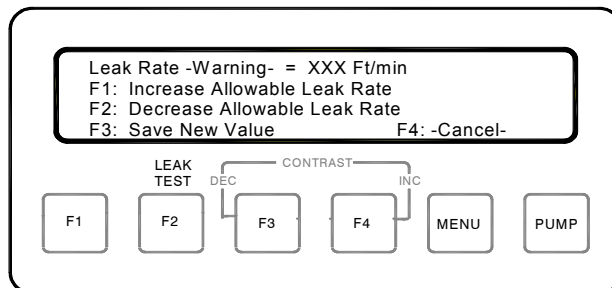 Leak Rate -Warning- = XXX Ft/min
F1: Increase Allowable Leak Rate
F2: Decrease Allowable Leak Rate
F3: Save New Value F4: -Cancel-
LEAK TEST
DEC CONTRAST INC
F1 F2 F3 F4 MENU PUMP